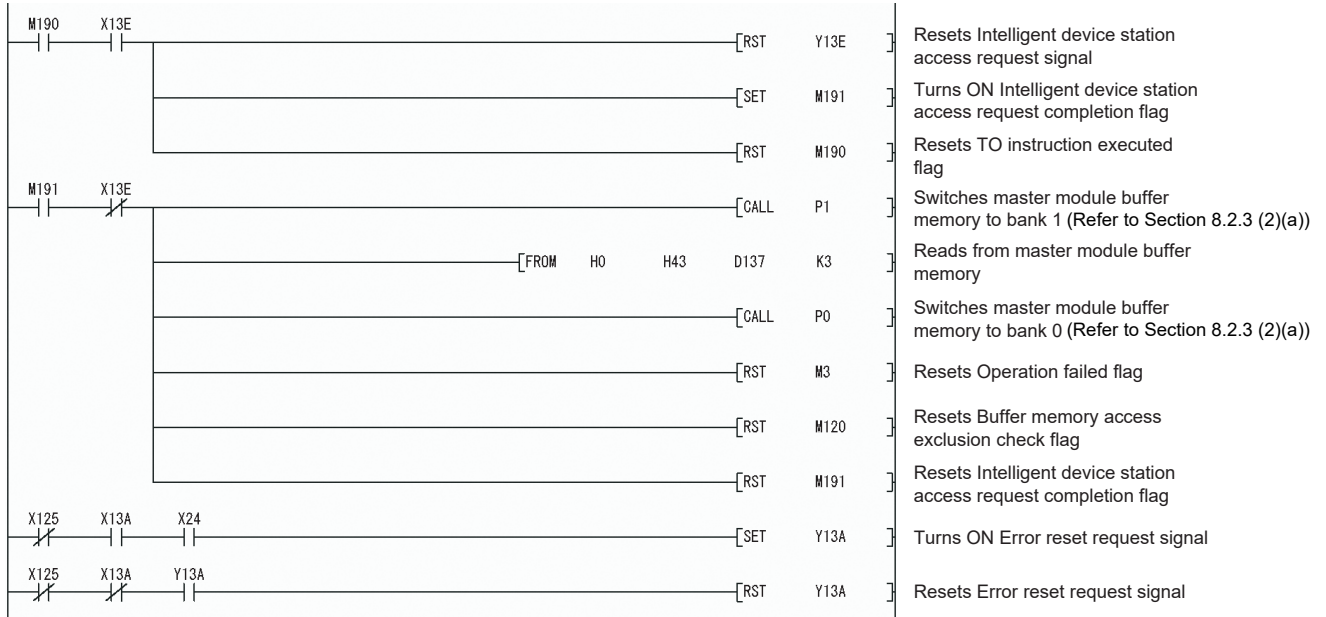 M190 X13E
[RST Y13E ] Resets Intelligent device station
access request signal
[SET M191 ] Turns ON Intelligent device station
access request completion flag
[RST M190 ] Resets TO instruction executed
flag
M191 X13E
[CALL P1 ] Switches master module buffer
memory to bank 1 (Refer to Section 8.2.3 (2)(a))
[FROM H0 H43 D137 K3 ] Reads from master module buffer
memory
[CALL P0 ] Switches master module buffer
memory to bank 0 (Refer to Section 8.2.3 (2)(a))
[RST M3 ] Resets Operation failed flag
[RST M120 ] Resets Buffer memory access
exclusion check flag
[RST M191 ] Resets Intelligent device station
access request completion flag
X125 X13A X24
[SET Y13A ] Turns ON Error reset request signal
X125 X13A Y13A
[RST Y13A ] Resets Error reset request signal